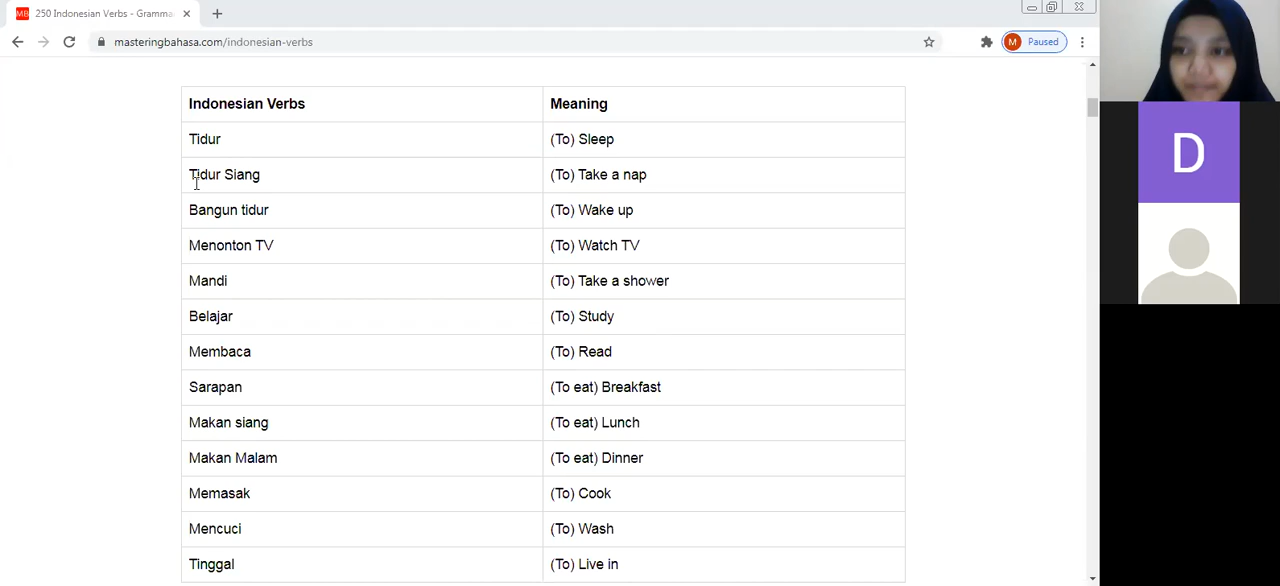 250 Indonesian Verbs - Gramma
masteringbahasa.com/indonesian-verbs
M Paused
Indonesian Verbs Meaning
Tidur (To) Sleep
Tidur Siang (To) Take a nap
Bangun tidur (To) Wake up
Menonton TV (To) Watch TV
Mandi (To) Take a shower
Belajar (To) Study
Membaca (To) Read
Sarapan (To eat) Breakfast
Makan siang (To eat) Lunch
Makan Malam (To eat) Dinner
Memasak (To) Cook
Mencuci (To) Wash
Tinggal (To) Live in
D